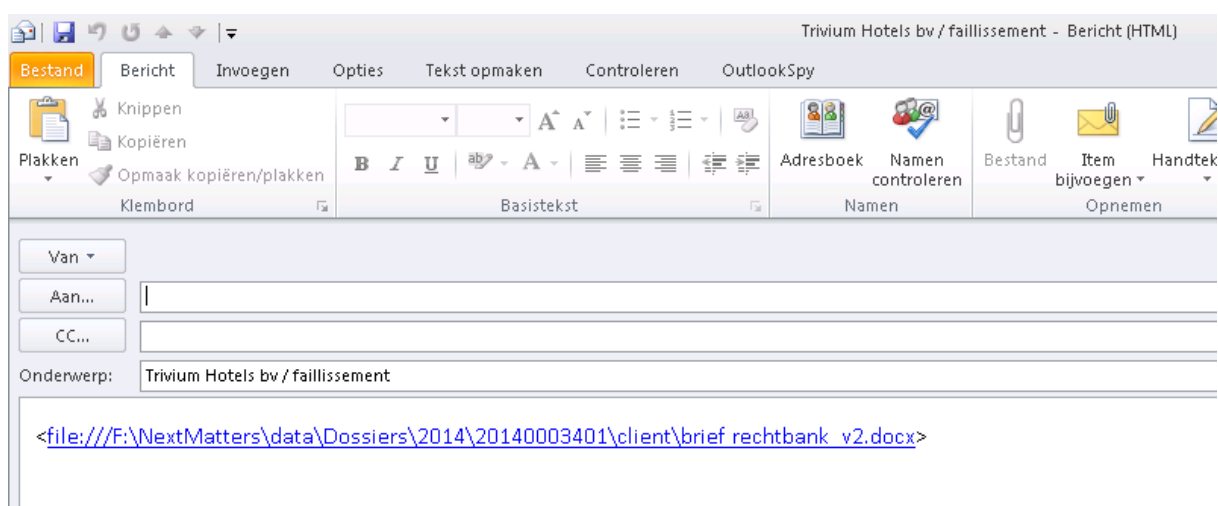 Trivium Hotels bv / faillissement - Bericht (HTML)
Bestand Bericht Invoegen Opties Tekst opmaken Controleren OutlookSpy
Plakken
Knippen
Kopiëren
Opmaak kopiëren/plakken
Klembord
B I U
Basistekst
Adresboek
Namen controleren
Namen
Bestand
Item bijvoegen
Handtek
Opnemen
Van
Aan...
CC...
Onderwerp: Trivium Hotels bv / faillissement
<file:///F:\NextMatters\data\Dossiers\2014\20140003401\client\brief rechtbank_v2.docx>